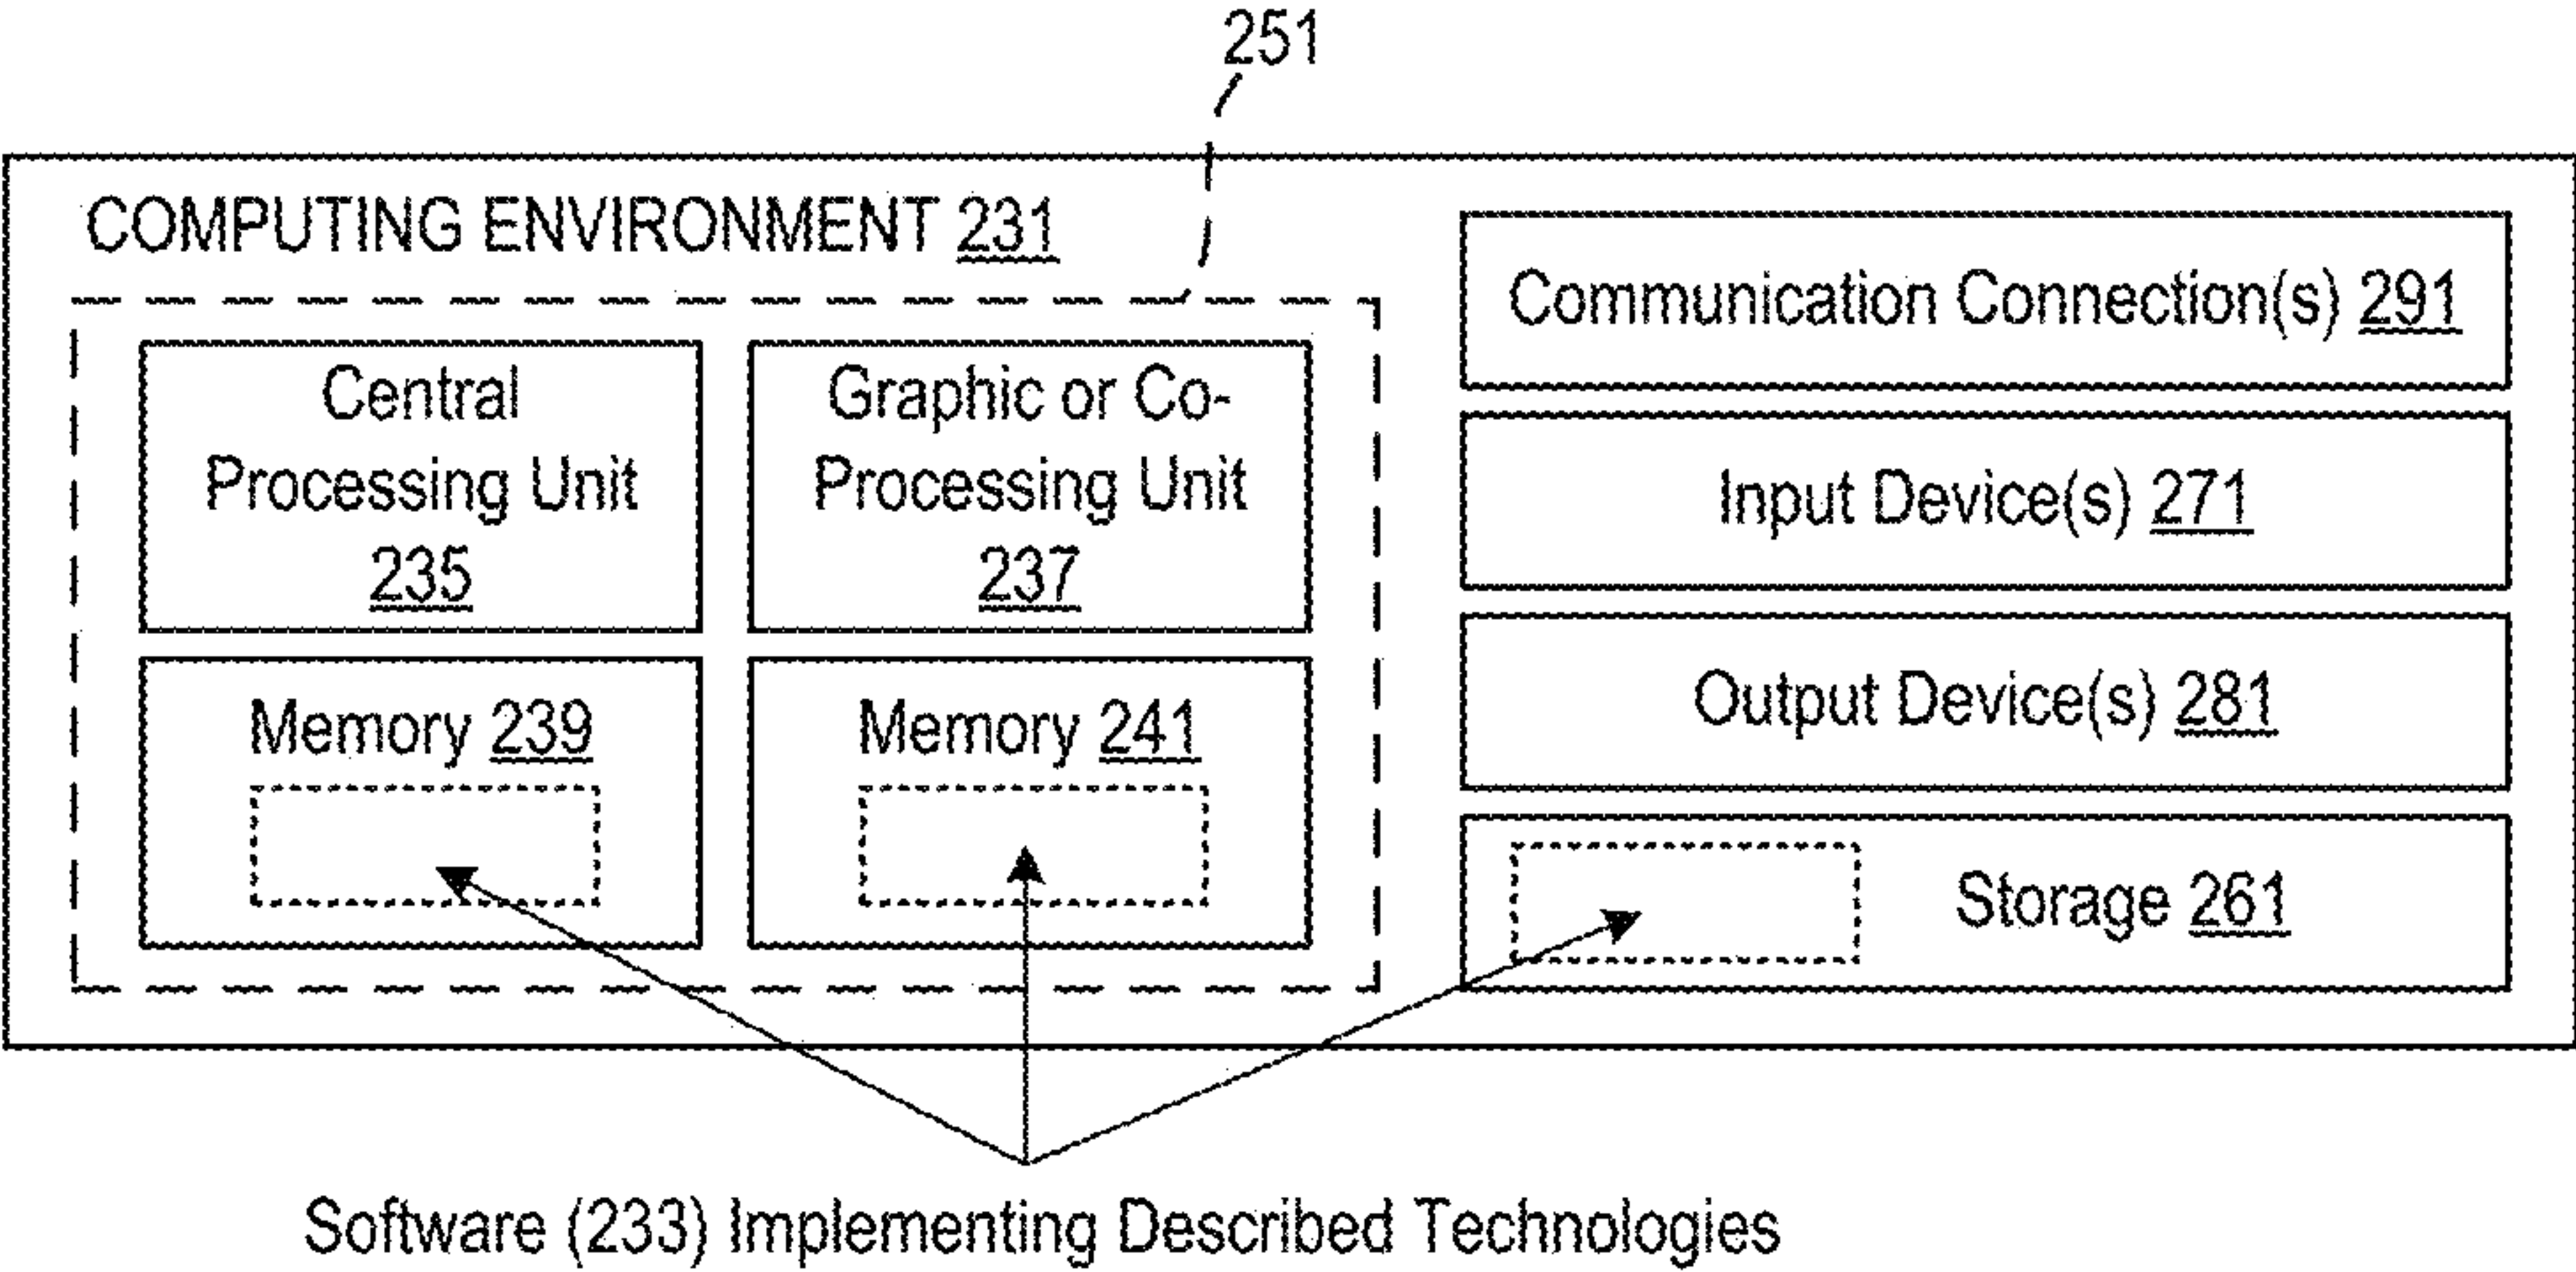 251
COMPUTING ENVIRONMENT 231
Central
Processing Unit
235
Graphic or Co-
Processing Unit
237
Memory 239
Memory 241
Communication Connection(s) 291
Input Device(s) 271
Output Device(s) 281
Storage 261
Software (233) Implementing Described Technologies